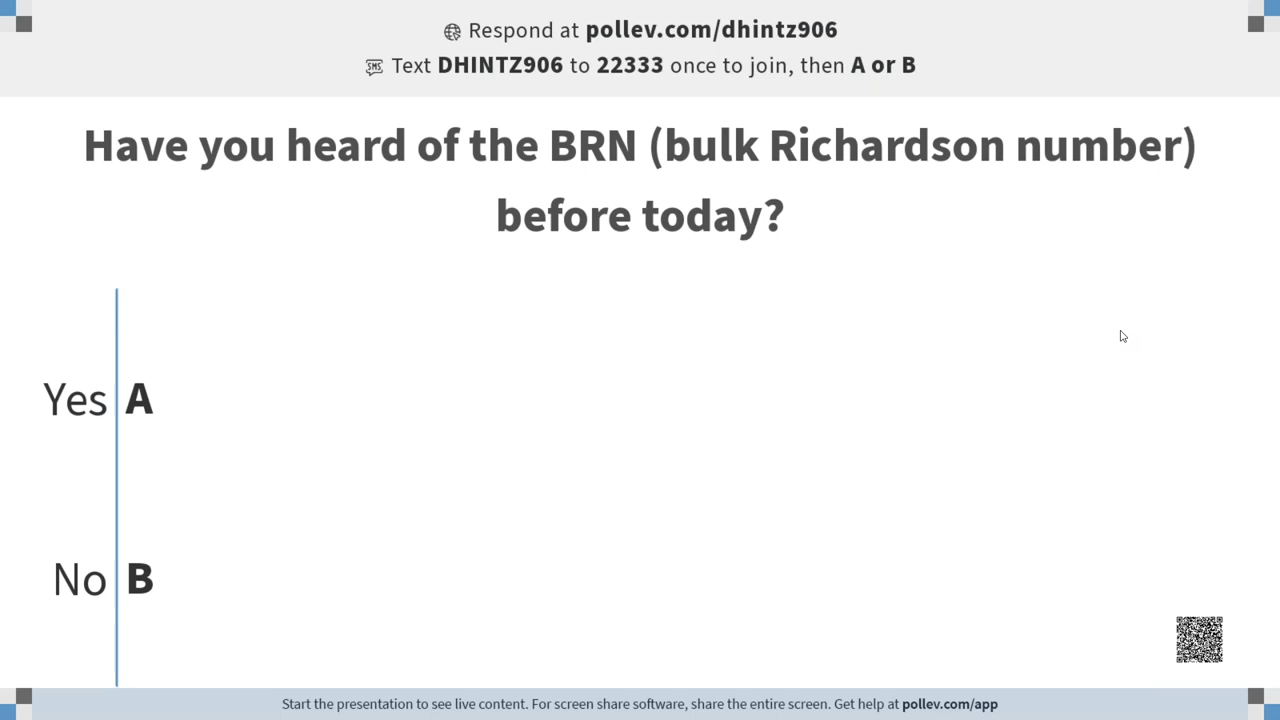 Respond at pollev.com/dhintz906
SMS Text DHINTZ906 to 22333 once to join, then A or B
Have you heard of the BRN (bulk Richardson number)
before today?
Yes A
No B
Start the presentation to see live content. For screen share software, share the entire screen. Get help at pollev.com/app